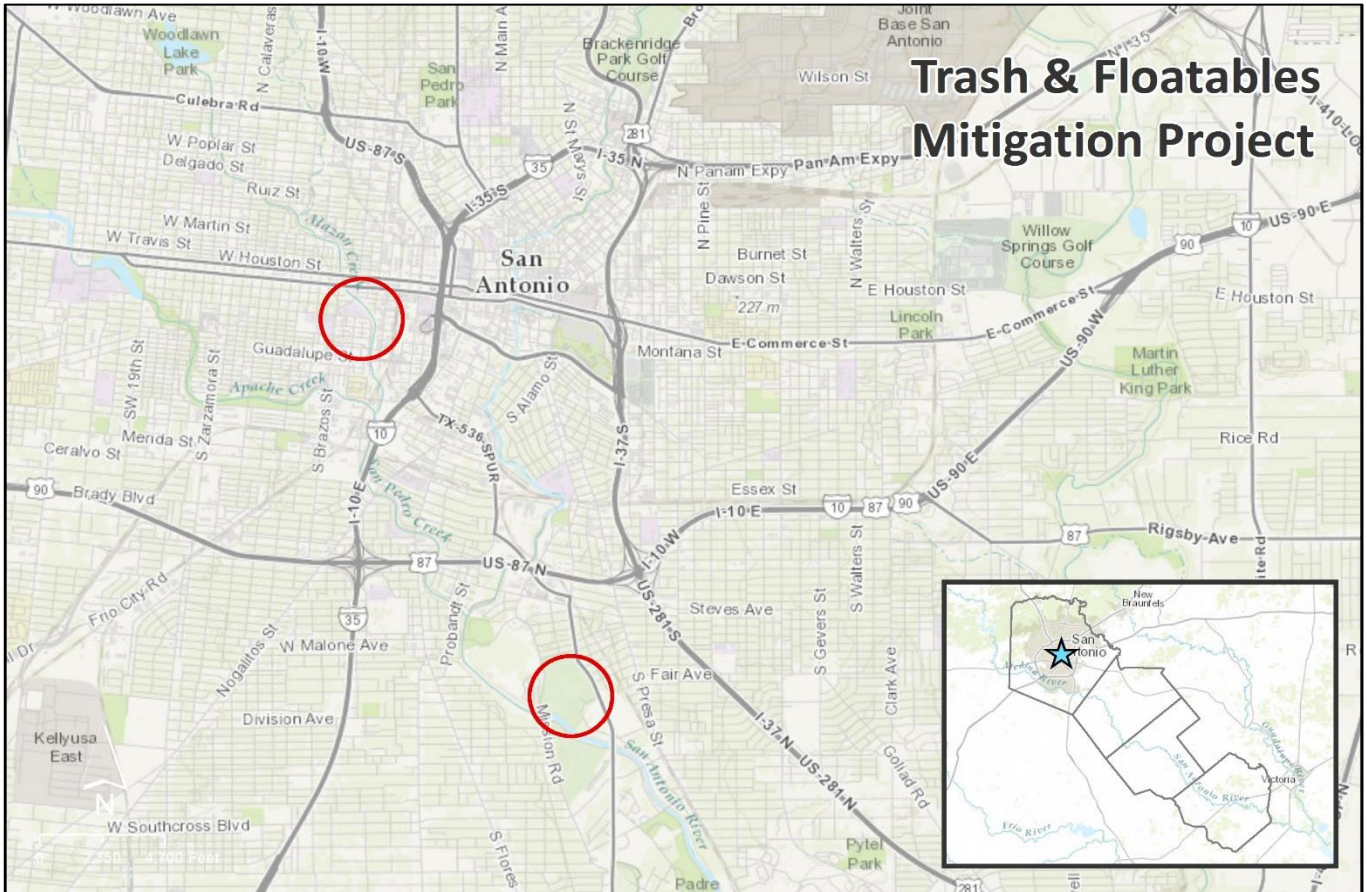 Trash & Floatables
Mitigation Project
W Woodlawn Ave
Woodlawn
Lake
Park
N Calaveras
I-10 W
N Main A
San
Pedro
Park
Brackenridge
Park Golf
Course
Joint
Base San
Antonio
Wilson St
N I-35
I-410
Culebra Rd
US-87 S
W Poplar St
Delgado St
Ruiz St
N St Marys St
281
35
I-35 N
I-35 S
N Panam Expy
Pan Am Expy
N Pine St
N Walters St
W Martin St
W Travis St
W Houston St
San
Antonio
Burnet St
Dawson St
227 m
E Houston St
Lincoln
Park
Willow
Springs Golf
Course
90
10
US-90 E
E Houston St
E Commerce St
E Commerce St
US-90 W
Montana St
Martin
Luther
King Park
Guadalupe St
Apache Creek
SW 19th St
S Zarzamora St
S Brazos St
S Alamo St
TX-536 SPUR
I-37 S
10
Merida St
Ceralvo St
Rice Rd
90
Brady Blvd
San Pedro Creek
I-10 E
Essex St
I-10 E
10
87
90
US-90 E
I-10 W
87
Rigsby Ave
87
US-87 N
US-281 S
Frio City Rd
35
Probandt St
Steves Ave
S Gevers St
S Walters St
W Malone Ave
Nogalitos St
Division Ave
Mission Rd
S Fair Ave
S Presa St
Clark Ave
Kellyusa
East
San Antonio River
I-37 N
US-281 N
Goliad Rd
N
W Southcross Blvd
0
2,350
4,700 Feet
S Flores
Padre
Pytel
Park
281
New
Braunfels
San
Medina River
Guadalupe River
San Antonio River
Victoria
Frio River